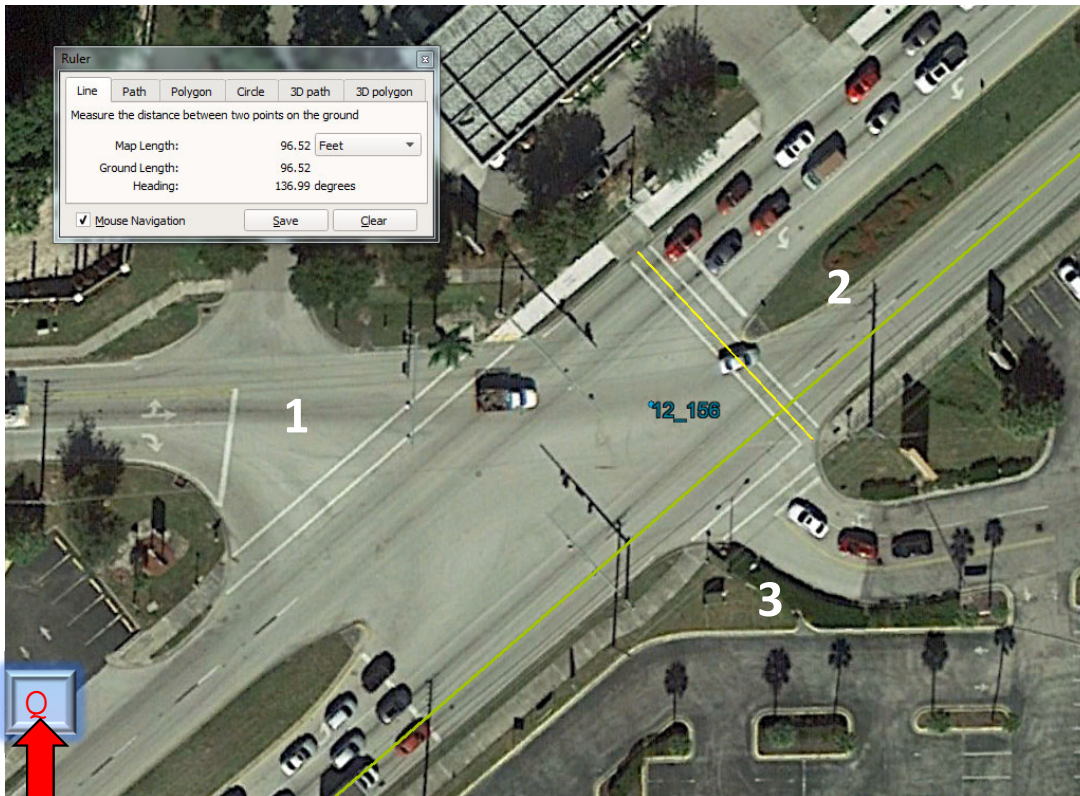 Ruler
Line Path Polygon Circle 3D path 3D polygon
Measure the distance between two points on the ground
Map Length: 96.52 Feet
Ground Length: 96.52
Heading: 136.99 degrees
Mouse Navigation Save Clear
2
1
12_156
3
Q